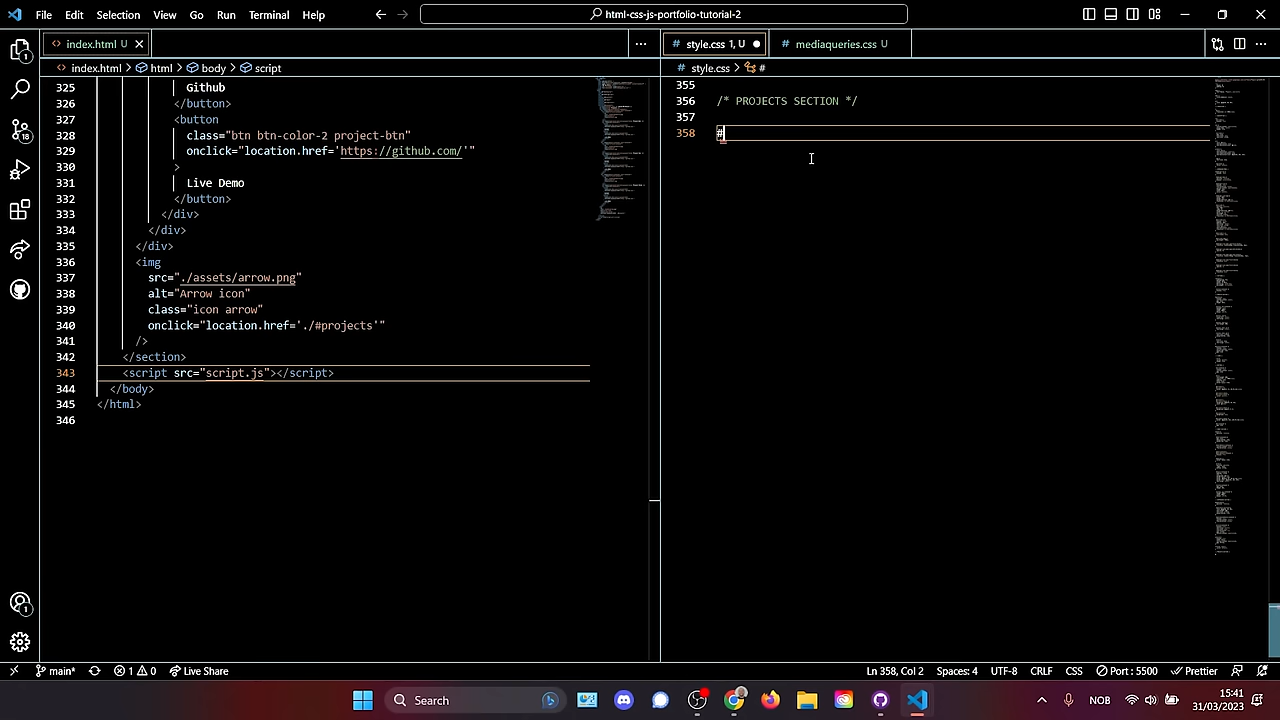 File Edit Selection View Go Run Terminal Help
html-css-js-portfolio-tutorial-2
index.html U
index.html > html > body > script
325 Github
326 </button>
327 <button
328 class="btn btn-color-2 project-btn"
329 onclick="location.href='https://github.com/'"
330 >
331 Live Demo
332 </button>
333 </div>
334 </div>
335 </div>
336 <img
337 src="./assets/arrow.png"
338 alt="Arrow icon"
339 class="icon arrow"
340 onclick="location.href='./#projects'"
341 />
342 </section>
343 <script src="script.js"></script>
344 </body>
345 </html>
346
# style.css 1, U
# mediaqueries.css U
# style.css > #
355
356 /* PROJECTS SECTION */
357
358 #
main* 1 0 Live Share
Ln 358, Col 2 Spaces: 4 UTF-8 CRLF CSS Port : 5500 Prettier
Search
NOB
15:41
31/03/2023